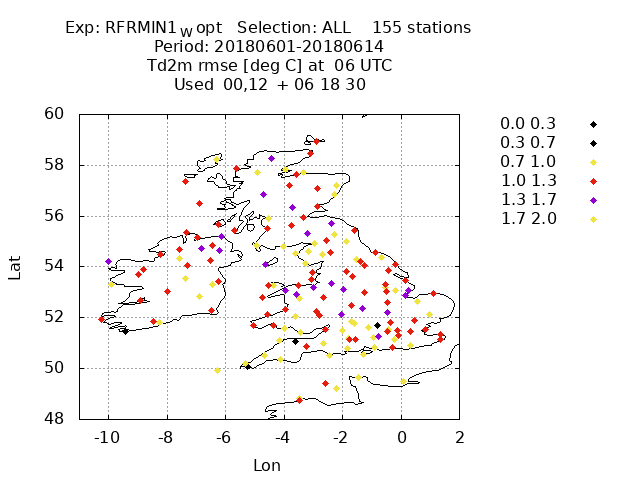 Exp: RFRMIN1 w opt   Selection: ALL    155 stations
Period: 20180601-20180614
Td2m rmse [deg C] at  06 UTC
Used  00,12  + 06 18 30
60
58
56
54
52
50
48
-10 -8 -6 -4 -2 0 2
Lat
Lon
0.0 0.3
0.3 0.7
0.7 1.0
1.0 1.3
1.3 1.7
1.7 2.0